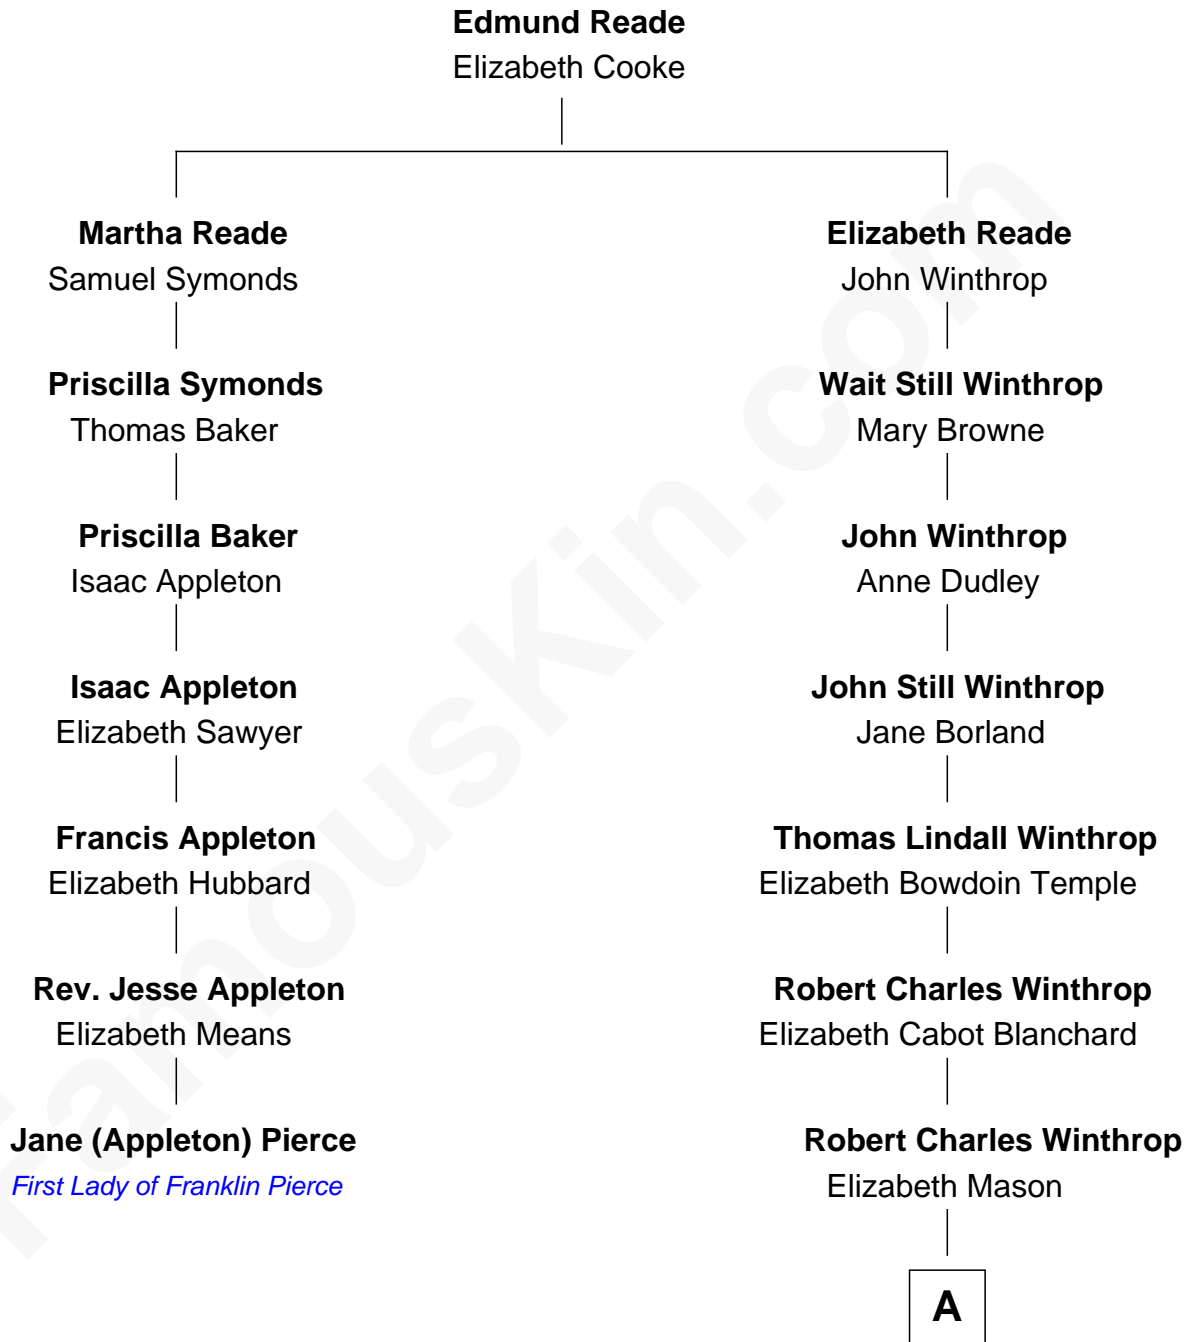 Edmund Reade
Elizabeth Cooke
Martha Reade
Samuel Symonds
Priscilla Symonds
Thomas Baker
Priscilla Baker
Isaac Appleton
Isaac Appleton
Elizabeth Sawyer
Francis Appleton
Elizabeth Hubbard
Rev. Jesse Appleton
Elizabeth Means
Jane (Appleton) Pierce
First Lady of Franklin Pierce
Elizabeth Reade
John Winthrop
Wait Still Winthrop
Mary Browne
John Winthrop
Anne Dudley
John Still Winthrop
Jane Borland
Thomas Lindall Winthrop
Elizabeth Bowdoin Temple
Robert Charles Winthrop
Elizabeth Cabot Blanchard
Robert Charles Winthrop
Elizabeth Mason
A
FamousKin.com